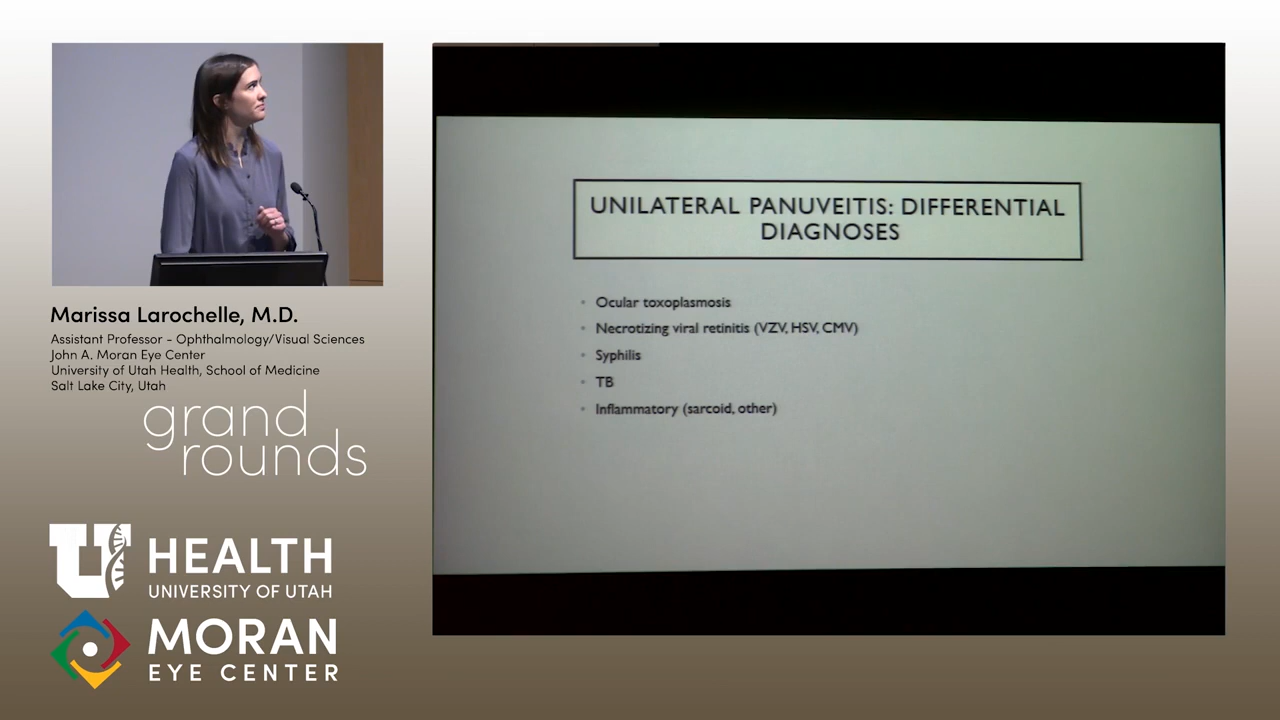 Marissa Larochelle, M.D.
Assistant Professor - Ophthalmology/Visual Sciences
John A. Moran Eye Center
University of Utah Health, School of Medicine
Salt Lake City, Utah
grand
rounds
U HEALTH
UNIVERSITY OF UTAH
MORAN
EYE CENTER
UNILATERAL PANUVEITIS: DIFFERENTIAL
DIAGNOSES
• Ocular toxoplasmosis
• Necrotizing viral retinitis (VZV, HSV, CMV)
• Syphilis
• TB
• Inflammatory (sarcoid, other)